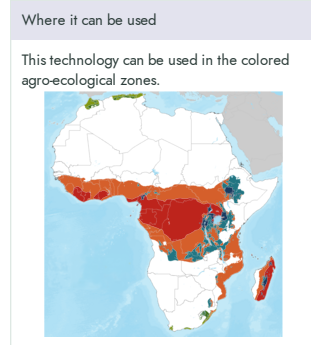 Where it can be used
This technology can be used in the colored
agro-ecological zones.